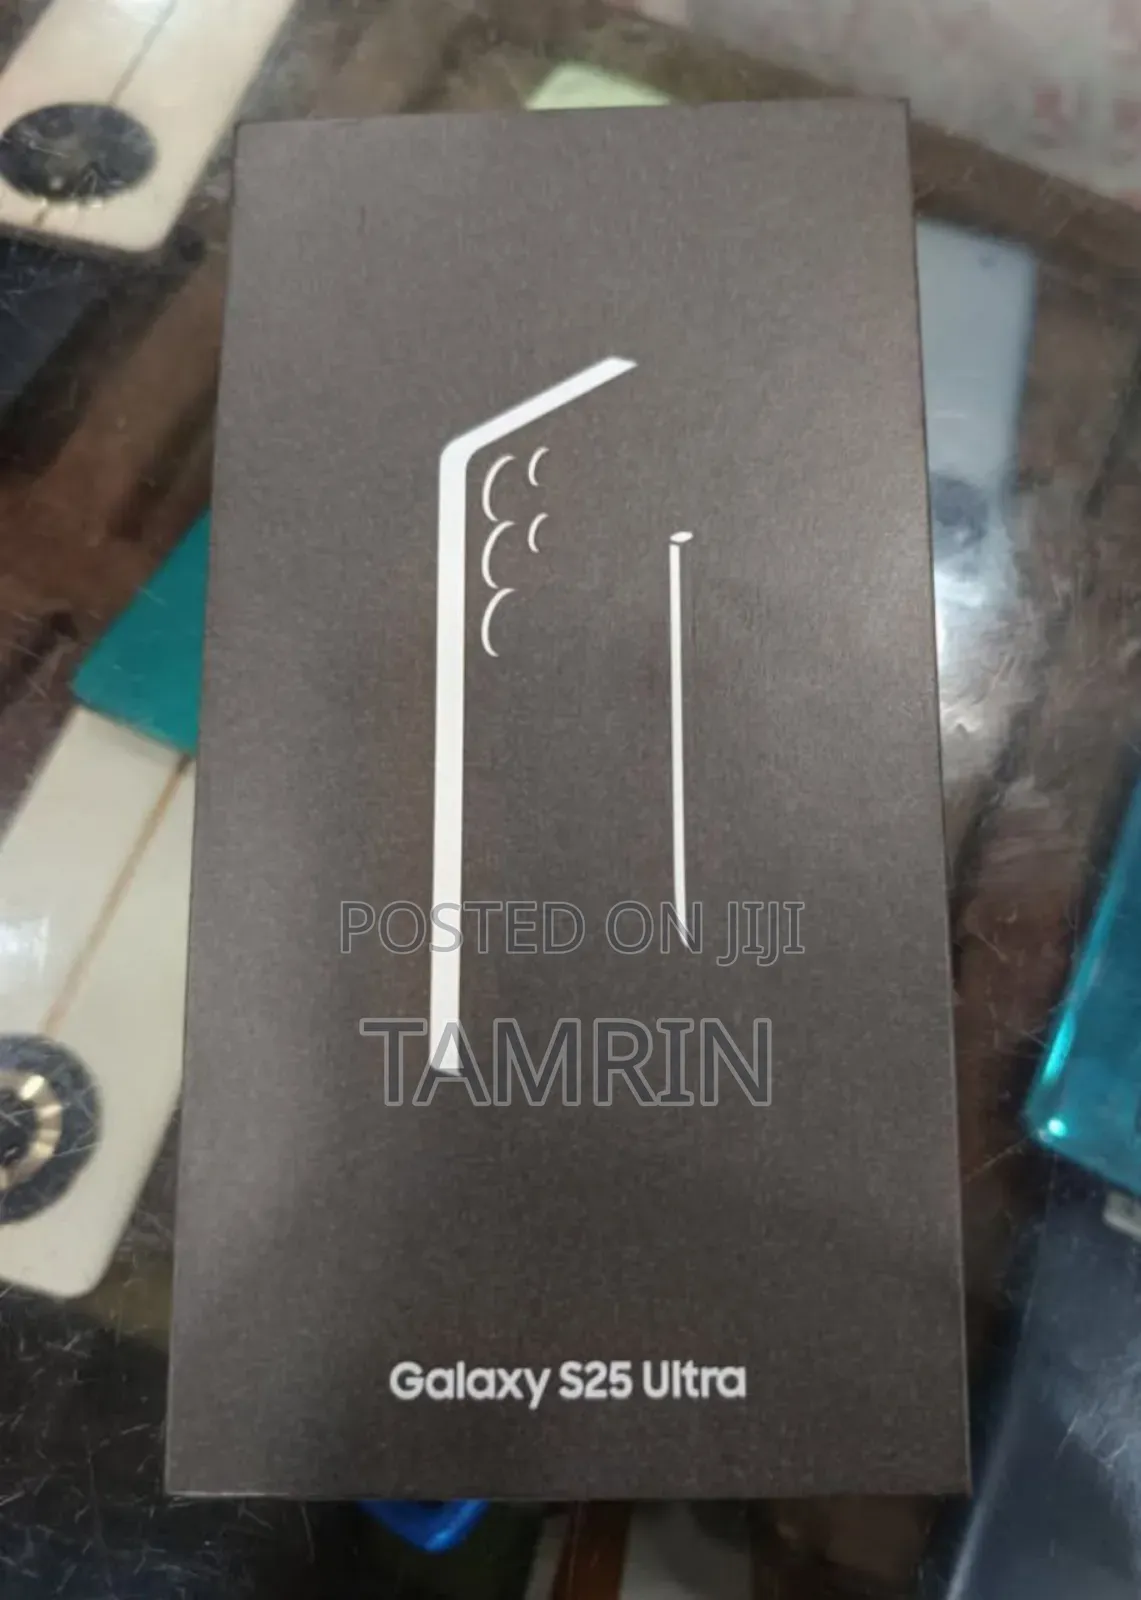 POSTED ON JIJI
TAMRIN
Galaxy S25 Ultra